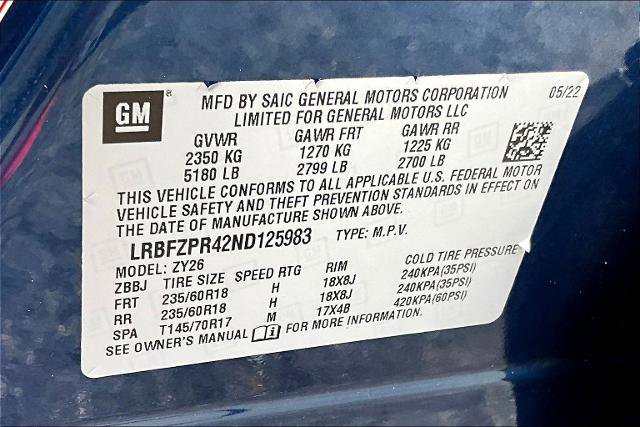 GM ® MFD BY SAIC GENERAL MOTORS CORPORATION 05/22
LIMITED FOR GENERAL MOTORS LLC
GVWR GAWR FRT GAWR RR
2350 KG 1270 KG 1225 KG
5180 LB 2799 LB 2700 LB
THIS VEHICLE CONFORMS TO ALL APPLICABLE U.S. FEDERAL MOTOR
VEHICLE SAFETY AND THEFT PREVENTION STANDARDS IN EFFECT ON
THE DATE OF MANUFACTURE SHOWN ABOVE.
LRBFZPR42ND125983 TYPE: M.P.V.
MODEL: ZY26
ZBBJ TIRE SIZE SPEED RTG RIM COLD TIRE PRESSURE
FRT 235/60R18 H 18X8J 240KPA(35PSI)
RR 235/60R18 H 18X8J 240KPA(35PSI)
SPA T145/70R17 M 17X4B 420KPA(60PSI)
SEE OWNER'S MANUAL FOR MORE INFORMATION.